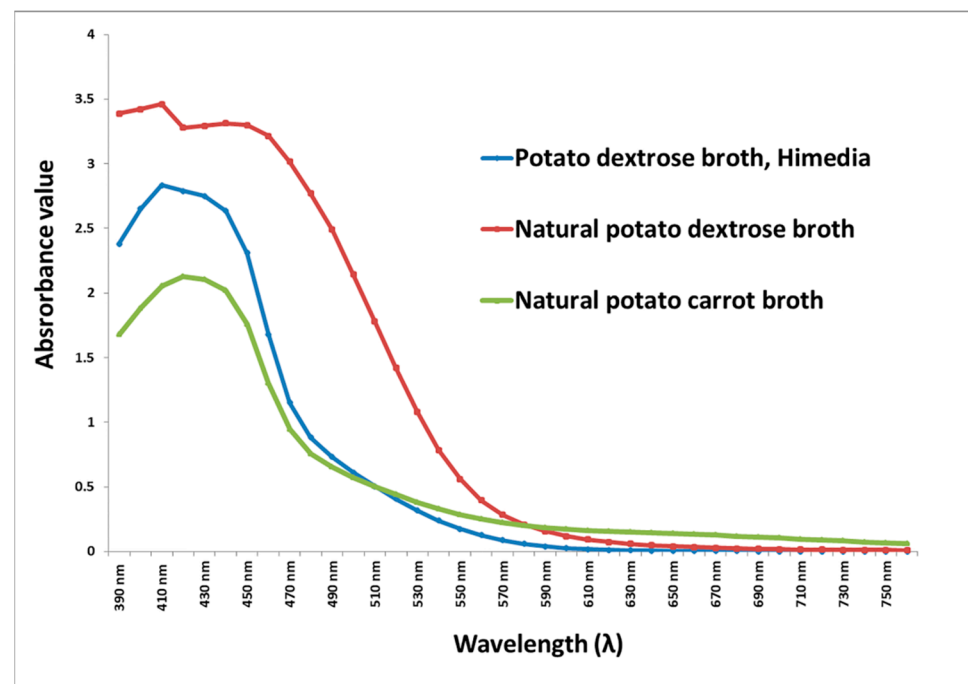 4
3.5
3
2.5
2
1.5
1
0.5
0
Absrorbance value
Potato dextrose broth, Himedia
Natural potato dextrose broth
Natural potato carrot broth
390 nm
410 nm
430 nm
450 nm
470 nm
510 nm
530 nm
550 nm
570 nm
590 nm
610 nm
630 nm
650 nm
670 nm
690 nm
710 nm
730 nm
750 nm
Wavelength (λ)